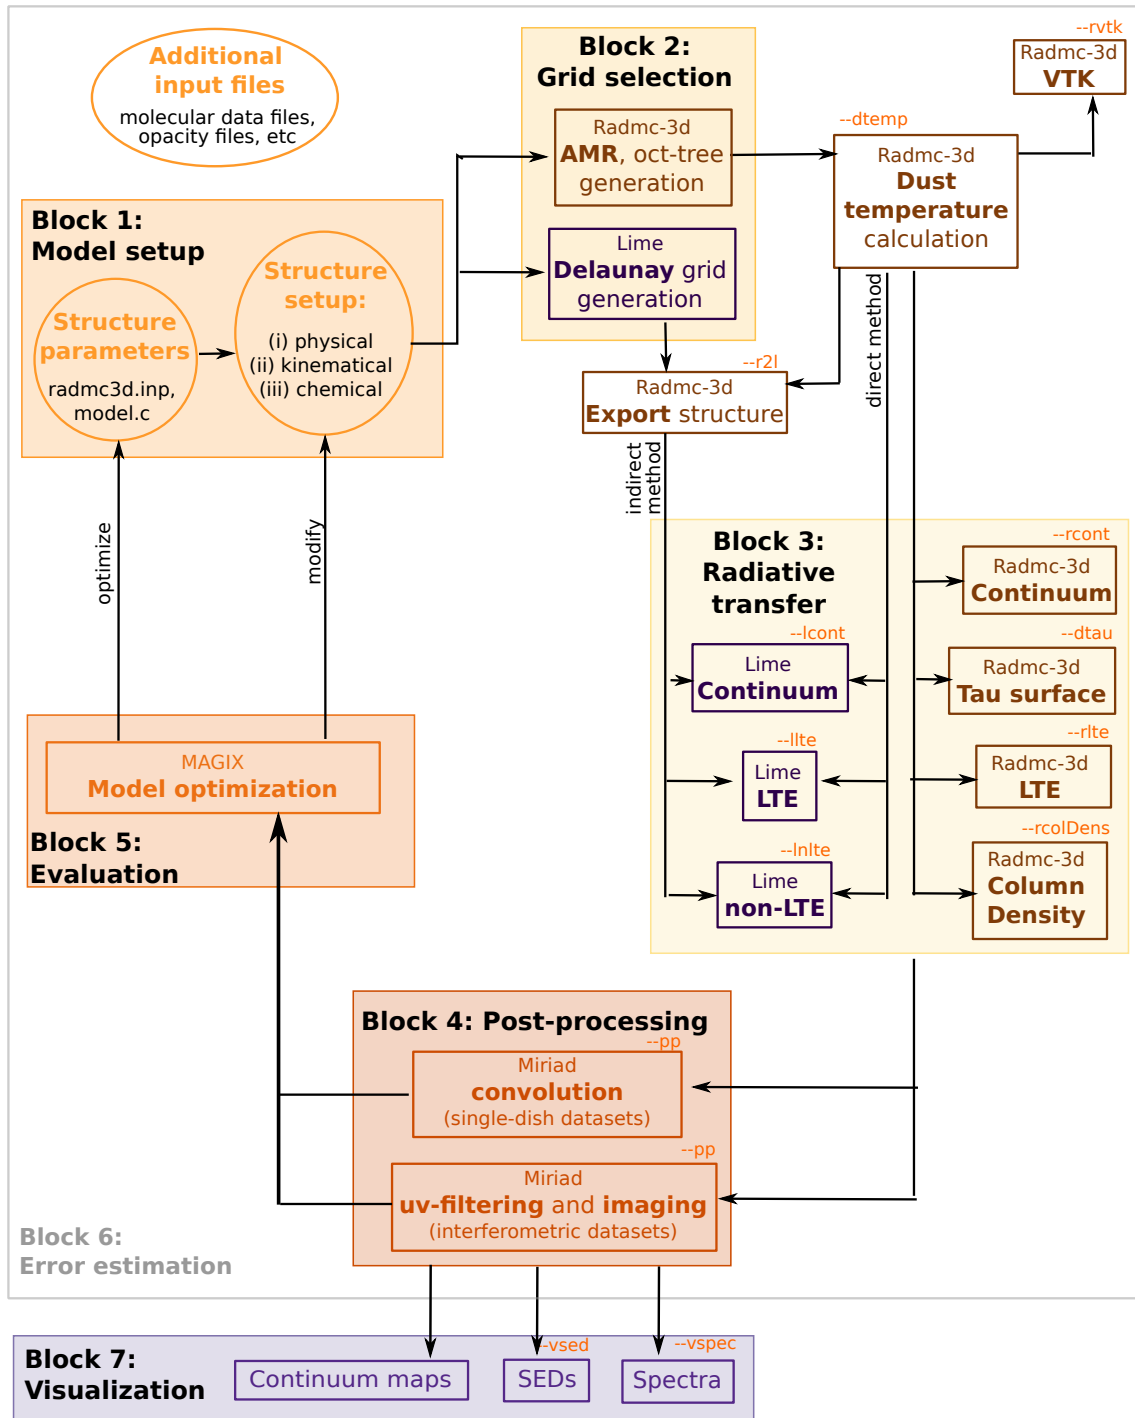 Additional
input files
molecular data files,
opacity files, etc
Block 1:
Model setup
Structure
parameters
radmc3d.inp,
model.c
Structure
setup:
(i) physical
(ii) kinematical
(iii) chemical
Block 2:
Grid selection
Radmc-3d
AMR, oct-tree
generation
Lime
Delaunay grid
generation
--rvtk
Radmc-3d
VTK
--dtemp
Radmc-3d
Dust
temperature
calculation
--r2l
Radmc-3d
Export structure
direct method
indirect
method
optimize
modify
Block 3:
Radiative
transfer
--lcont
Lime
Continuum
--llte
Lime
LTE
--lnlte
Lime
non-LTE
--rcont
Radmc-3d
Continuum
--dtau
Radmc-3d
Tau surface
--rlte
Radmc-3d
LTE
--rcolDens
Radmc-3d
Column
Density
MAGIX
Model optimization
Block 5:
Evaluation
Block 4: Post-processing
--pp
Miriad
convolution
(single-dish datasets)
--pp
Miriad
uv-filtering and imaging
(interferometric datasets)
Block 6:
Error estimation
Block 7:
Visualization
Continuum maps
--vsed
SEDs
--vspec
Spectra